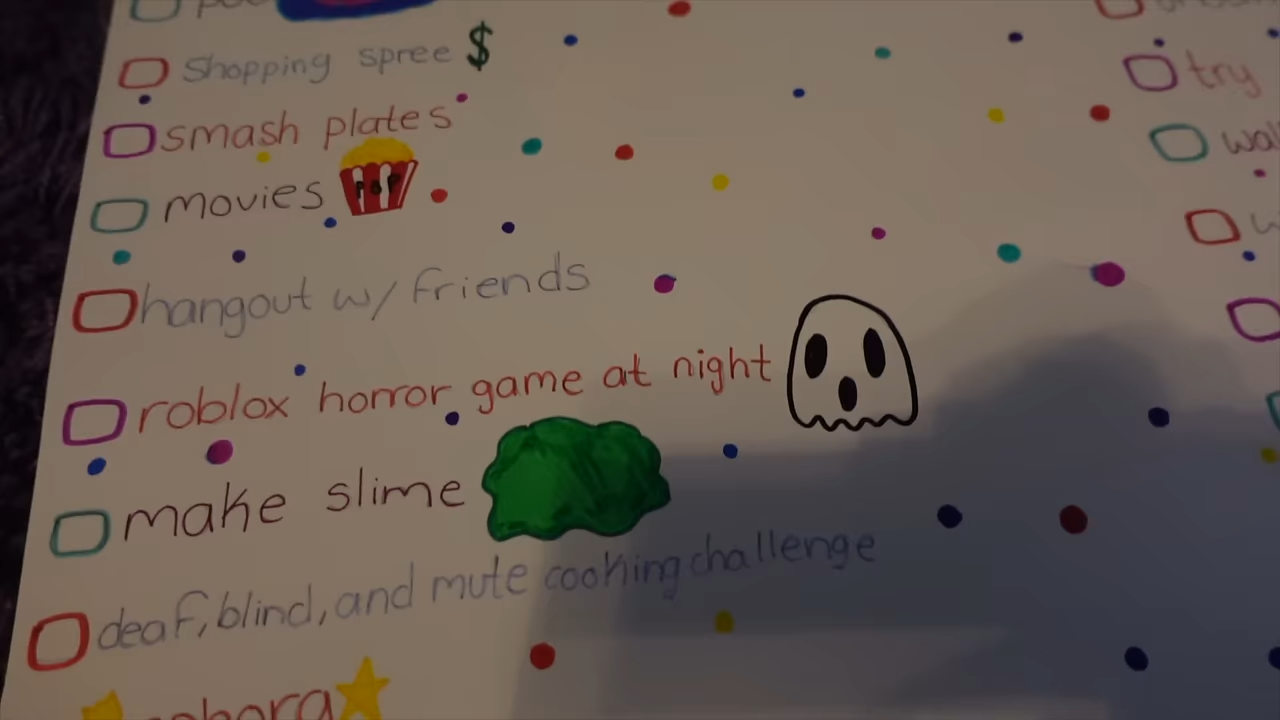 Shopping spree $
smash plates
movies POP
hangout w/ friends
roblox horror game at night
make slime
deaf, blind, and mute cooking challenge
try